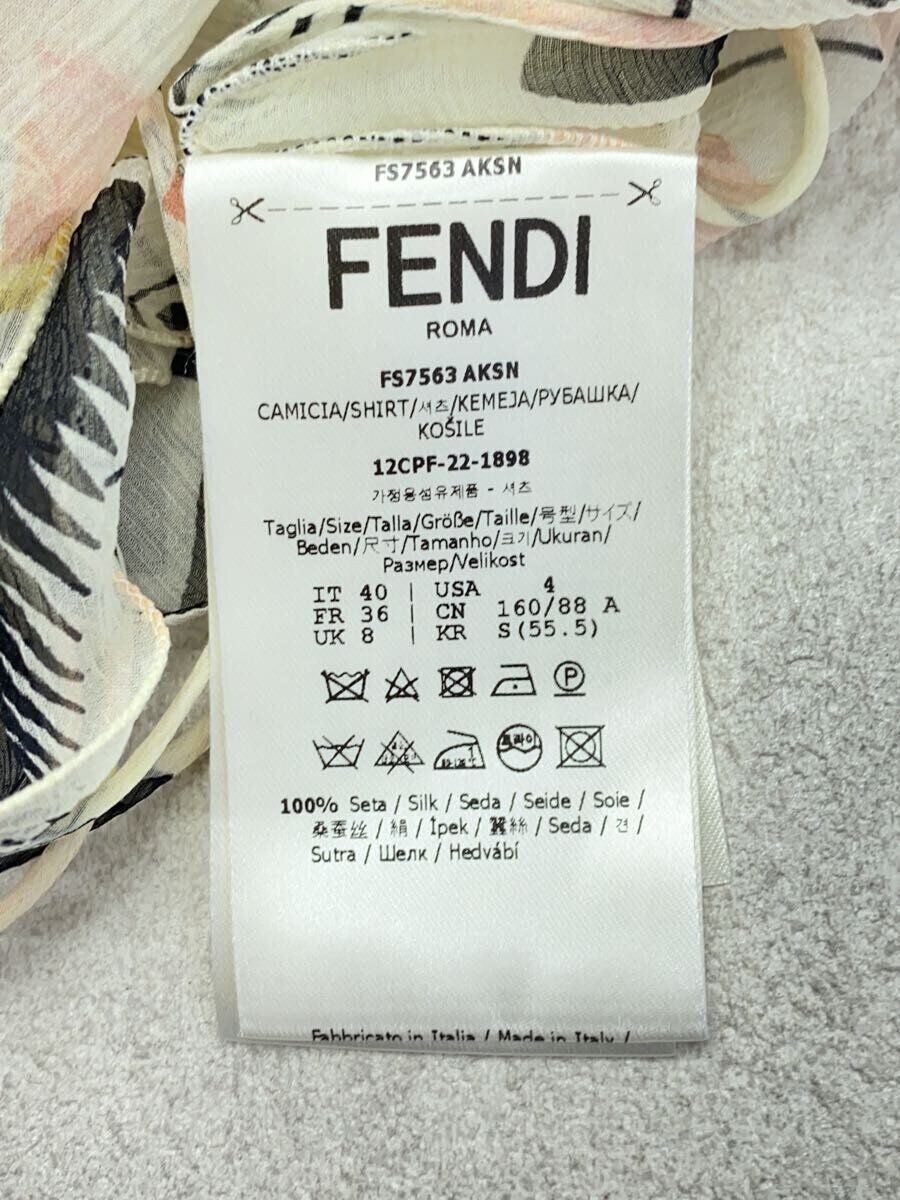 FS7563 AKSN
FENDI
ROMA
FS7563 AKSN
CAMICIA/SHIRT/셔츠/KEMEJA/РУБАШКА/
KOŠILE
12CPF-22-1898
가정용섬유제품 - 셔츠
Taglia/Size/Talla/Größe/Taille/号型/サイズ/
Beden/尺寸/Tamanho/크기/Ukuran/
Размер/Velikost
IT 40 | USA 4
FR 36 | CN 160/88 A
UK 8 | KR S(55.5)
P
드라이
100% Seta / Silk / Seda / Seide / Soie /
桑蚕丝 / 絹 / İpek / 蠶絲 / Seda / 견 /
Sutra / Шелк / Hedvábí
Fabbricato in Italia / Made in Italy /